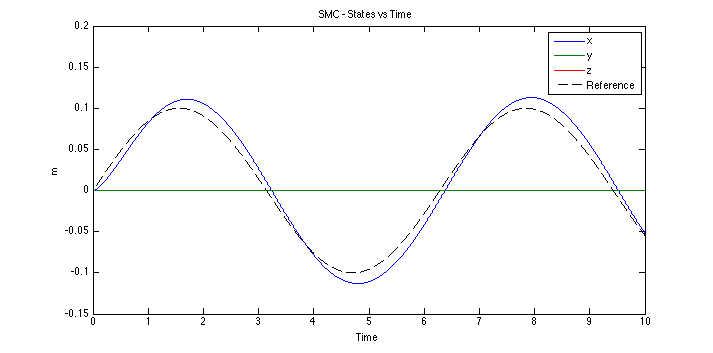 SMC - States vs Time
0.2
0.15
0.1
0.05
0
-0.05
-0.1
-0.15
m
x
y
z
Reference
0 1 2 3 4 5 6 7 8 9 10
Time